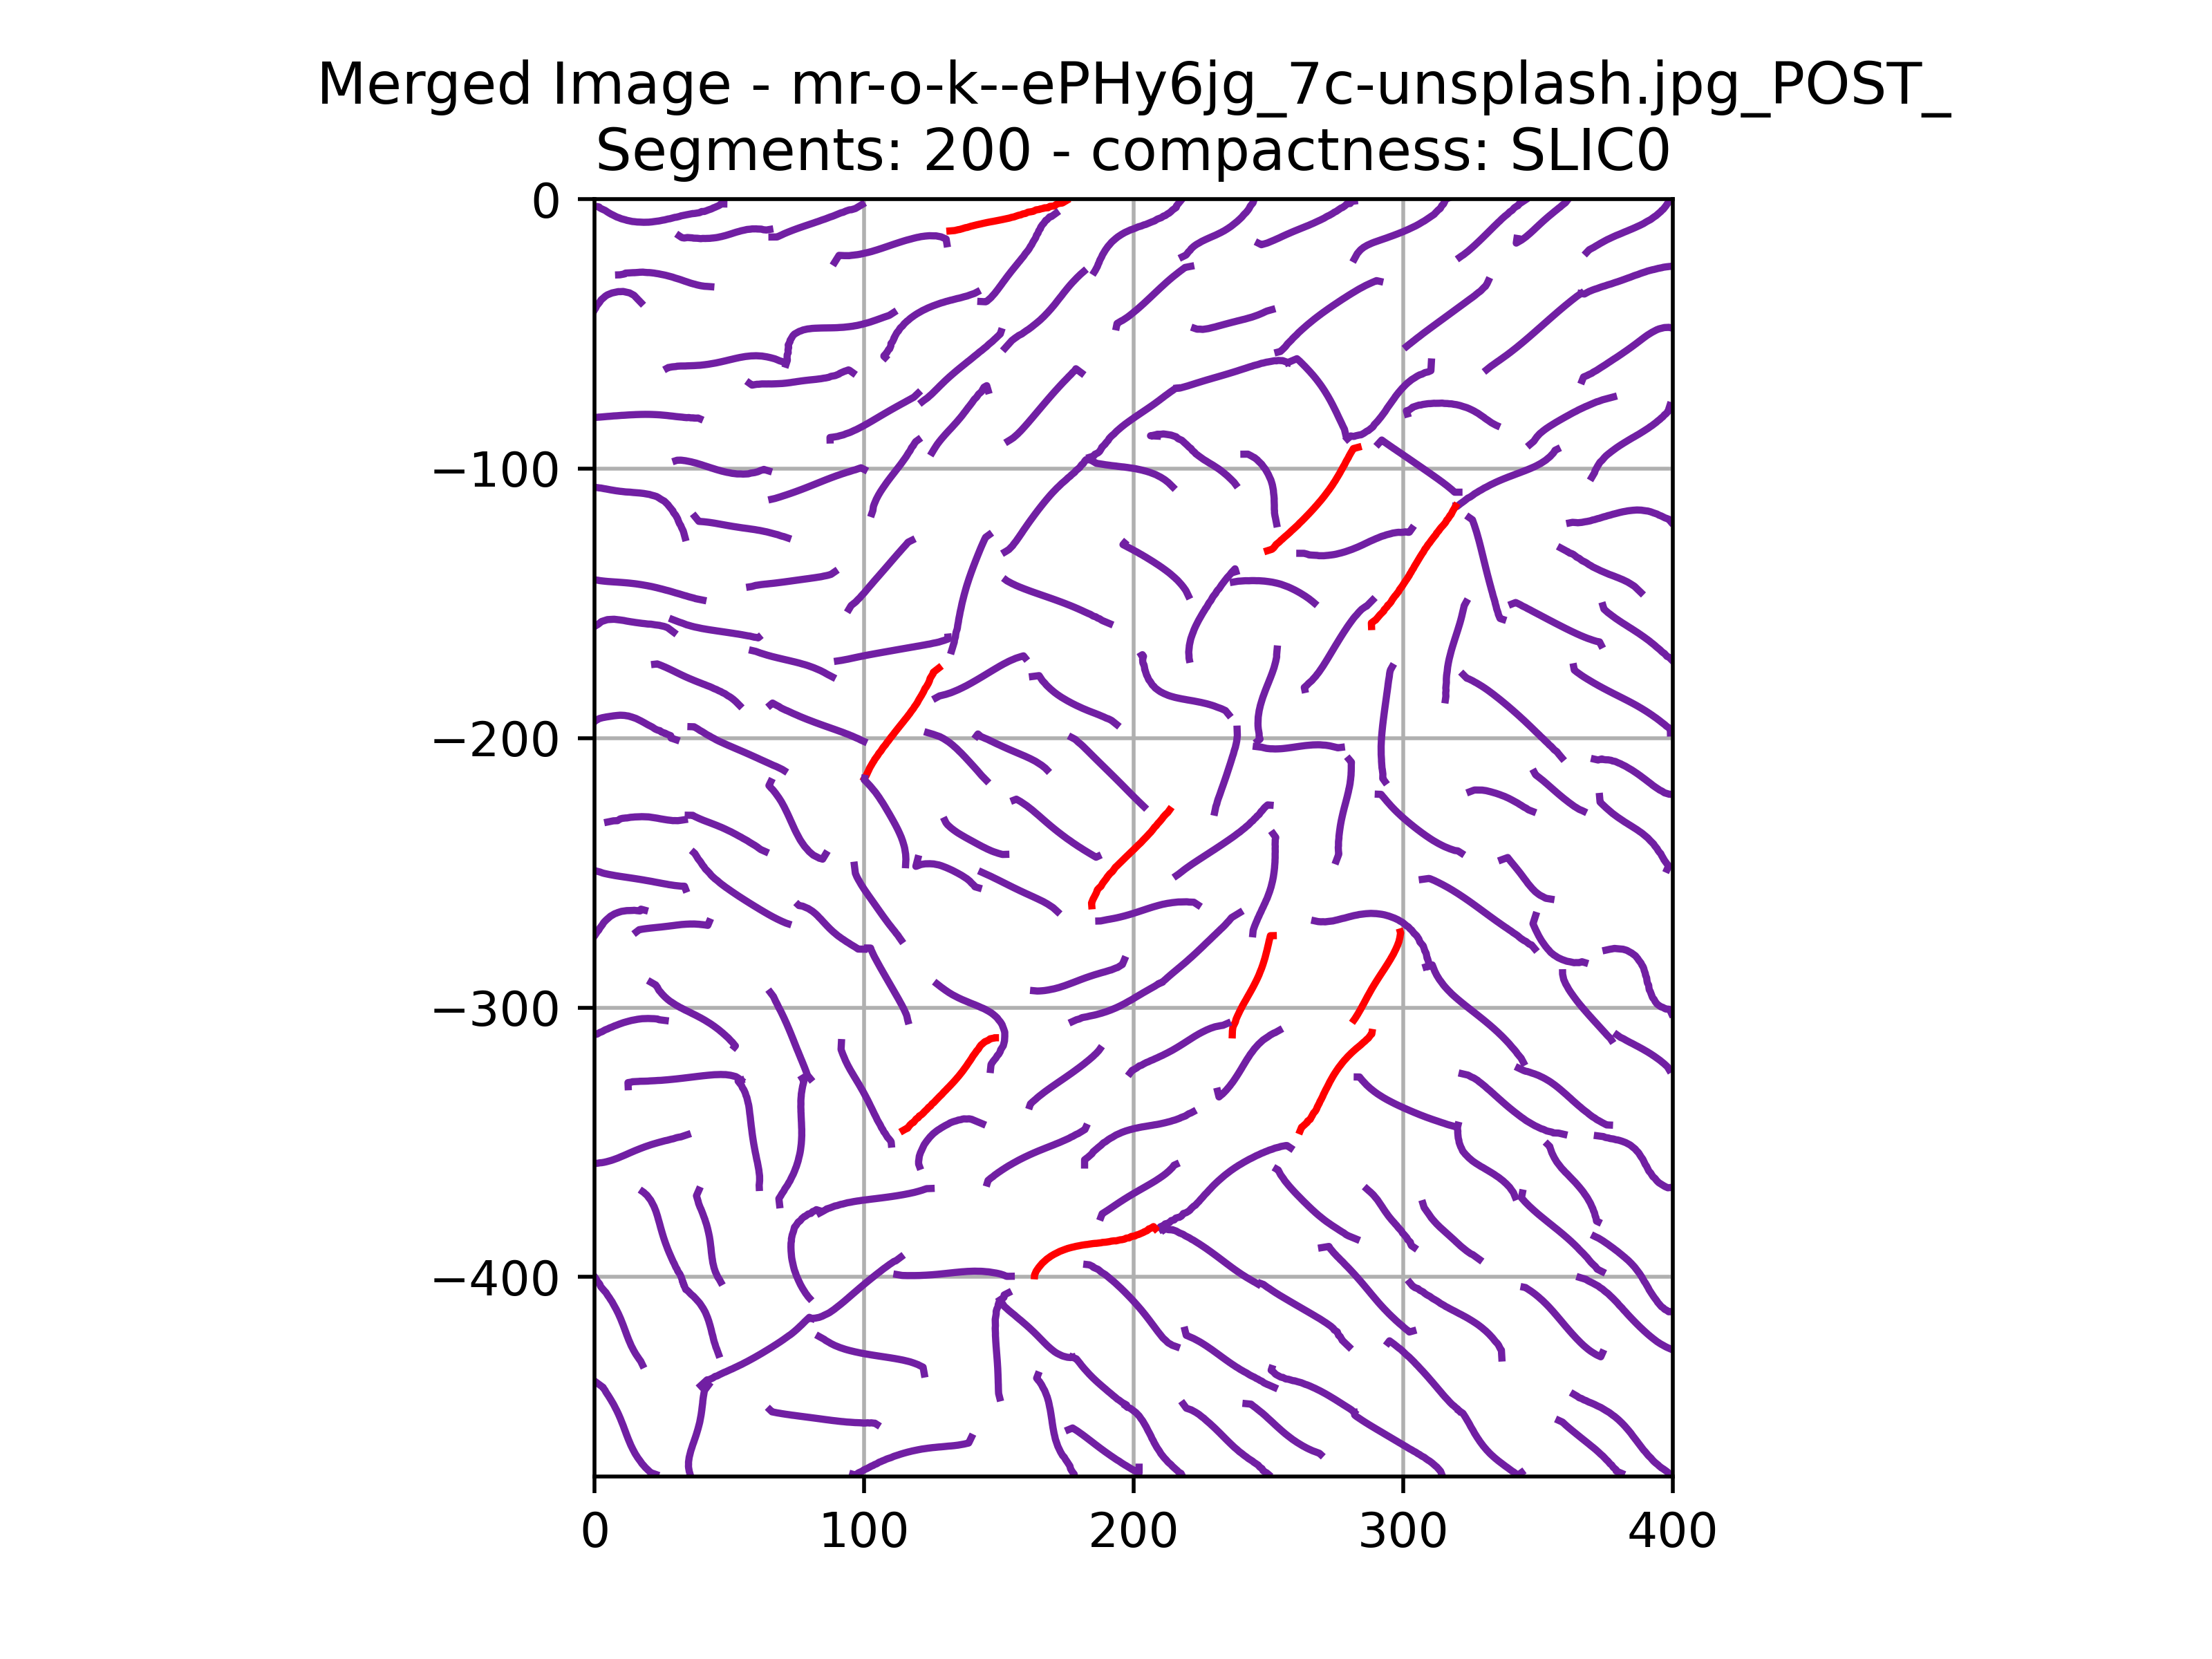 Merged Image - mr-o-k--ePHy6jg_7c-unsplash.jpg_POST_
Segments: 200 - compactness: SLIC0
0
−100
−200
−300
−400
0 100 200 300 400